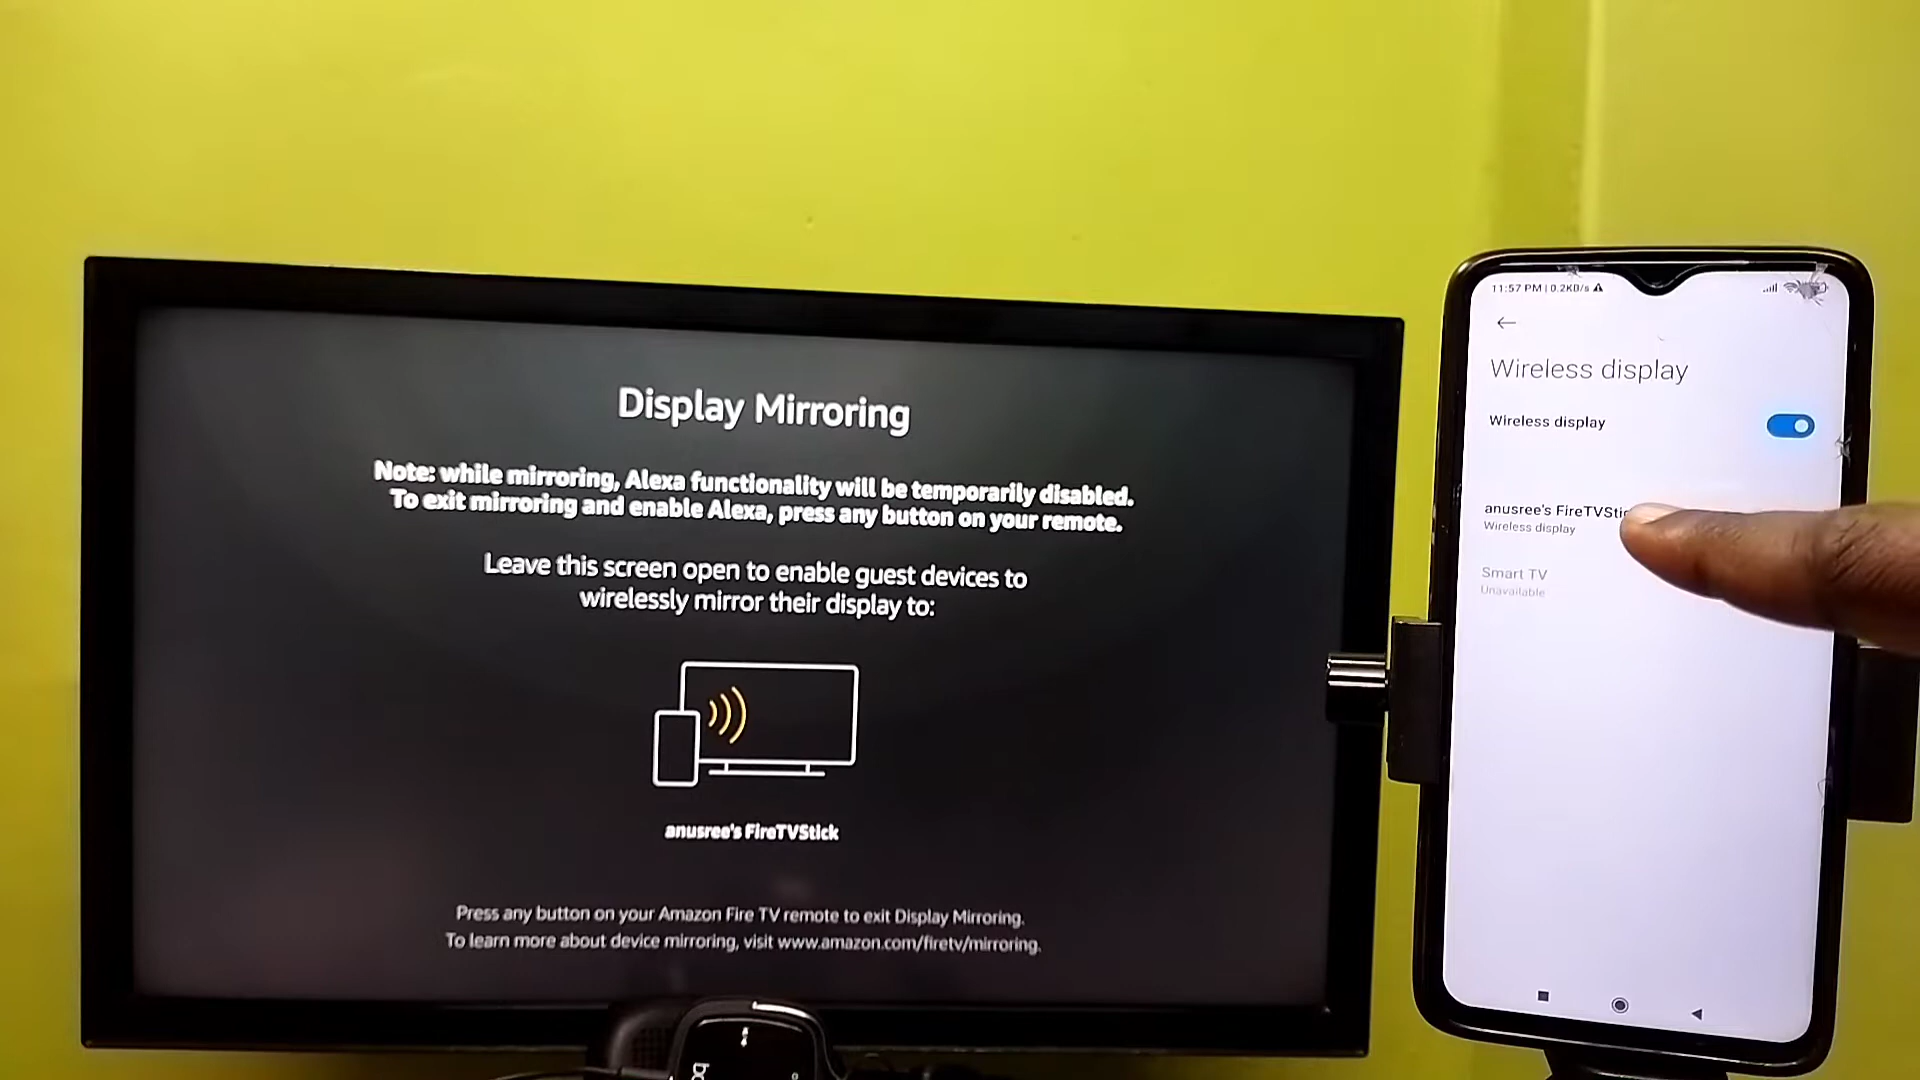 Display Mirroring
Note: while mirroring, Alexa functionality will be temporarily disabled.
To exit mirroring and enable Alexa, press any button on your remote.
Leave this screen open to enable guest devices to
wirelessly mirror their display to:
anusree's FireTVStick
Press any button on your Amazon Fire TV remote to exit Display Mirroring.
To learn more about device mirroring, visit www.amazon.com/firetv/mirroring.
11:57 PM | 0.2KB/s
Wireless display
Wireless display
anusree's FireTVSti
Wireless display
Smart TV
Unavailable